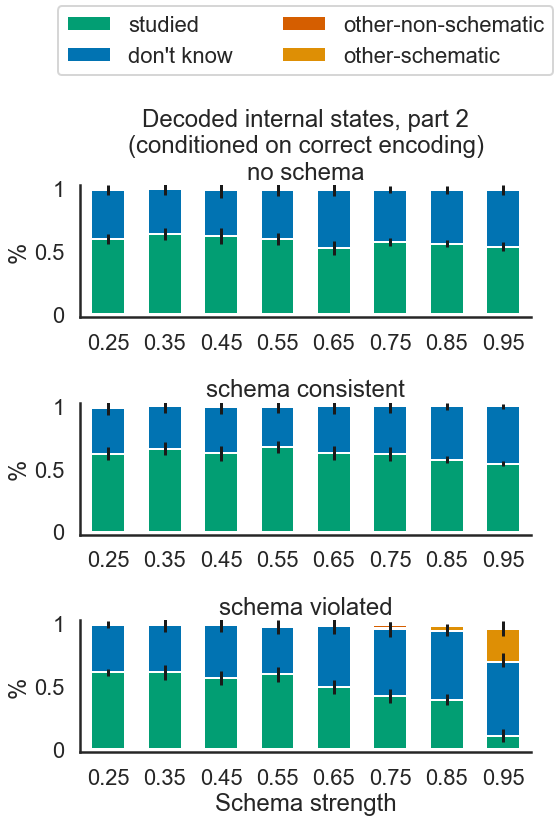 studied
other-non-schematic
don't know
other-schematic
Decoded internal states, part 2
(conditioned on correct encoding)
no schema
1
0.5
0
%
0.25 0.35 0.45 0.55 0.65 0.75 0.85 0.95
schema consistent
1
0.5
0
%
0.25 0.35 0.45 0.55 0.65 0.75 0.85 0.95
schema violated
1
0.5
0
%
0.25 0.35 0.45 0.55 0.65 0.75 0.85 0.95
Schema strength